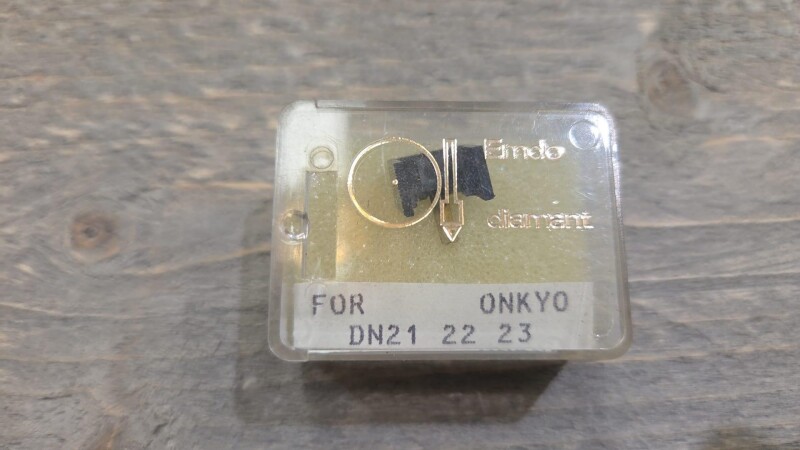 Emdo
diamant
FOR ONKYO
DN21 22 23